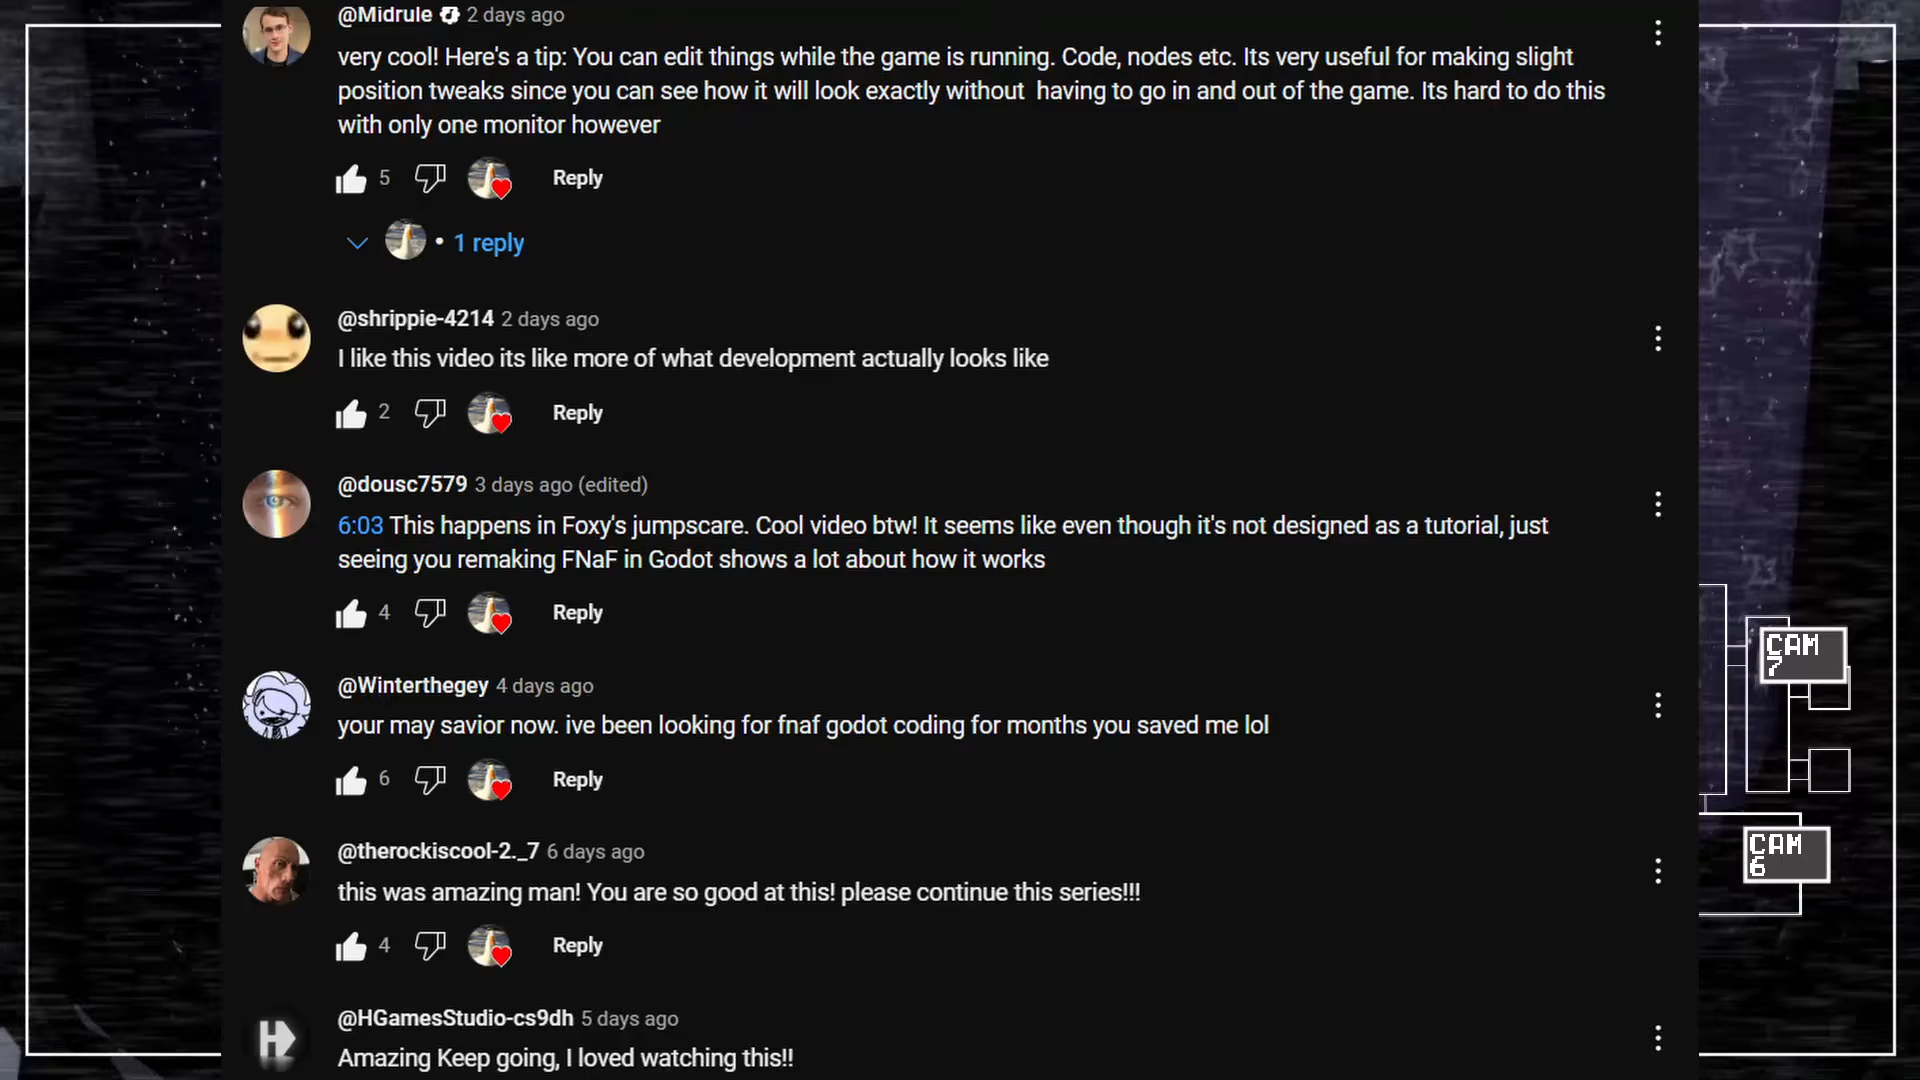 @Midrule 2 days ago
very cool! Here's a tip: You can edit things while the game is running. Code, nodes etc. Its very useful for making slight
position tweaks since you can see how it will look exactly without  having to go in and out of the game. Its hard to do this
with only one monitor however
5 Reply
• 1 reply
@shrippie-4214 2 days ago
I like this video its like more of what development actually looks like
2 Reply
@dousc7579 3 days ago (edited)
6:03 This happens in Foxy's jumpscare. Cool video btw! It seems like even though it's not designed as a tutorial, just
seeing you remaking FNaF in Godot shows a lot about how it works
4 Reply
@Winterthegey 4 days ago
your may savior now. ive been looking for fnaf godot coding for months you saved me lol
6 Reply
@therockiscool-2._7 6 days ago
this was amazing man! You are so good at this! please continue this series!!!
4 Reply
@HGamesStudio-cs9dh 5 days ago
Amazing Keep going, I loved watching this!!
CAM
7
CAM
6